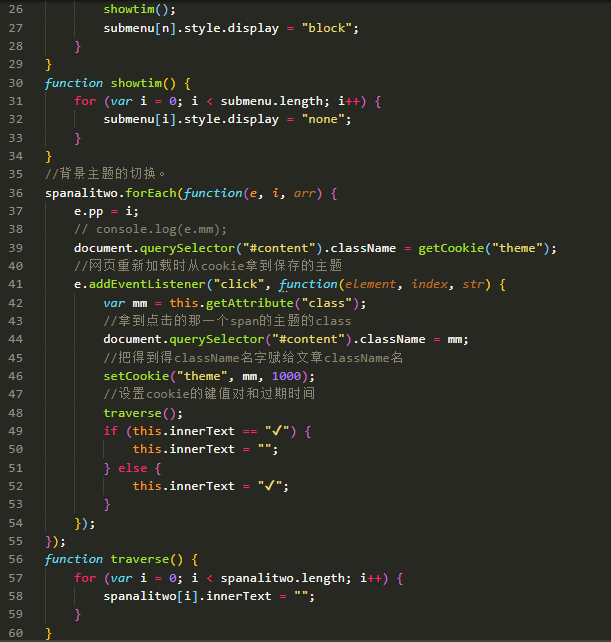 26 showtim();
27 submenu[n].style.display = "block";
28 }
29 }
30 function showtim() {
31 for (var i = 0; i < submenu.length; i++) {
32 submenu[i].style.display = "none";
33 }
34 }
35 //背景主题的切换。
36 spanalitwo.forEach(function(e, i, arr) {
37 e.pp = i;
38 // console.log(e.mm);
39 document.querySelector("#content").className = getCookie("theme");
40 //网页重新加载时从cookie拿到保存的主题
41 e.addEventListener("click", function(element, index, str) {
42 var mm = this.getAttribute("class");
43 //拿到点击的那一个span的主题的class
44 document.querySelector("#content").className = mm;
45 //把得到得className名字赋给文章className名
46 setCookie("theme", mm, 1000);
47 //设置cookie的键值对和过期时间
48 traverse();
49 if (this.innerText == "✓") {
50 this.innerText = "";
51 } else {
52 this.innerText = "✓";
53 }
54 });
55 });
56 function traverse() {
57 for (var i = 0; i < spanalitwo.length; i++) {
58 spanalitwo[i].innerText = "";
59 }
60 }